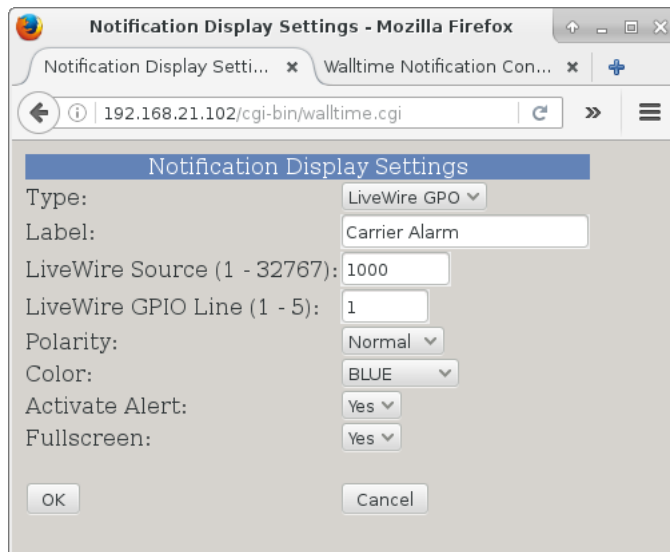 Notification Display Settings - Mozilla Firefox
Notification Display Setti... Walltime Notification Con...
192.168.21.102/cgi-bin/walltime.cgi
Notification Display Settings
Type: LiveWire GPO
Label: Carrier Alarm
LiveWire Source (1 - 32767): 1000
LiveWire GPIO Line (1 - 5): 1
Polarity: Normal
Color: BLUE
Activate Alert: Yes
Fullscreen: Yes
OK Cancel